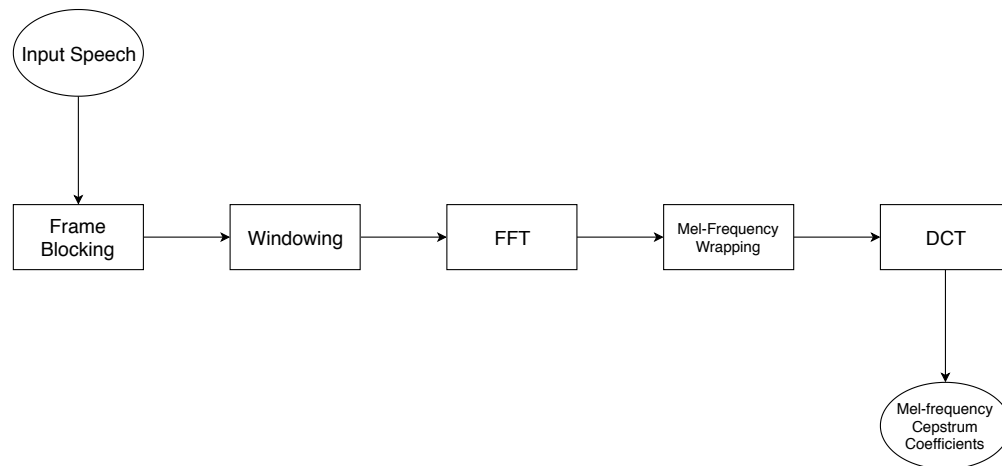 Input Speech
Frame
Blocking
Windowing
FFT
Mel-Frequency
Wrapping
DCT
Mel-frequency
Cepstrum
Coefficients